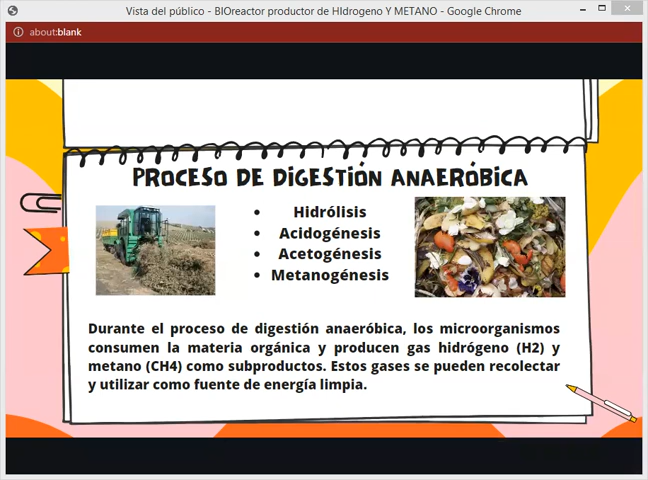 Vista del público - BIOreactor productor de HIdrogeno Y METANO - Google Chrome
about:blank
PROCESO DE DIGESTIÓN ANAERÓBICA
• Hidrólisis
• Acidogénesis
• Acetogénesis
• Metanogénesis
Durante el proceso de digestión anaeróbica, los microorganismos
consumen la materia orgánica y producen gas hidrógeno (H2) y
metano (CH4) como subproductos. Estos gases se pueden recolectar
y utilizar como fuente de energía limpia.